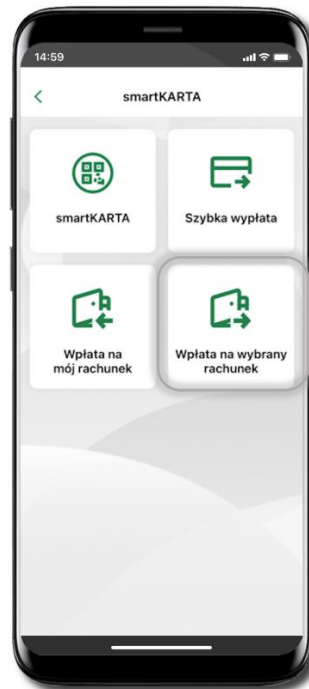 14:59
smartKARTA
smartKARTA
Szybka wypłata
Wpłata na
mój rachunek
Wpłata na wybrany
rachunek